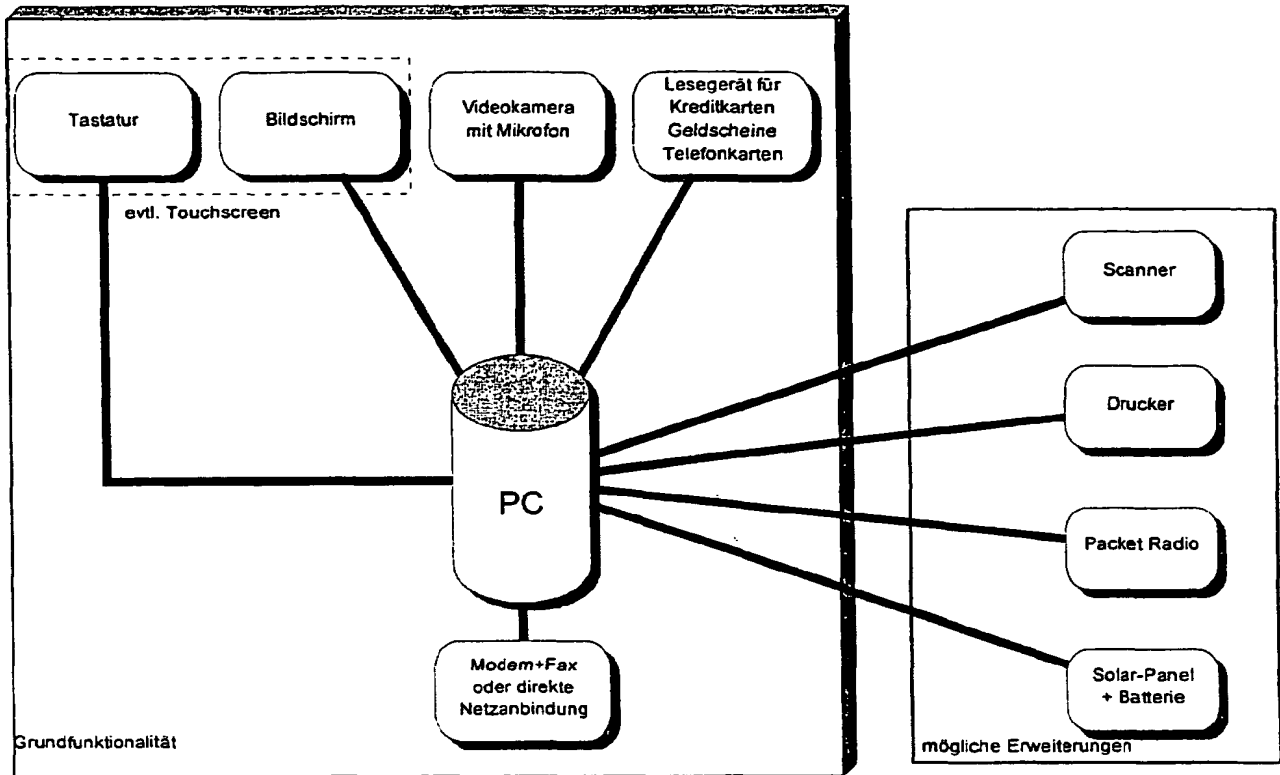 Tastatur
Bildschirm
Videokamera
mit Mikrofon
Lesegerät für
Kreditkarten
Geldscheine
Telefonkarten
evtl. Touchscreen
Scanner
Drucker
PC
Packet Radio
Modem+Fax
oder direkte
Netzanbindung
Solar-Panel
+ Batterie
Grundfunktionalität
mögliche Erweiterungen